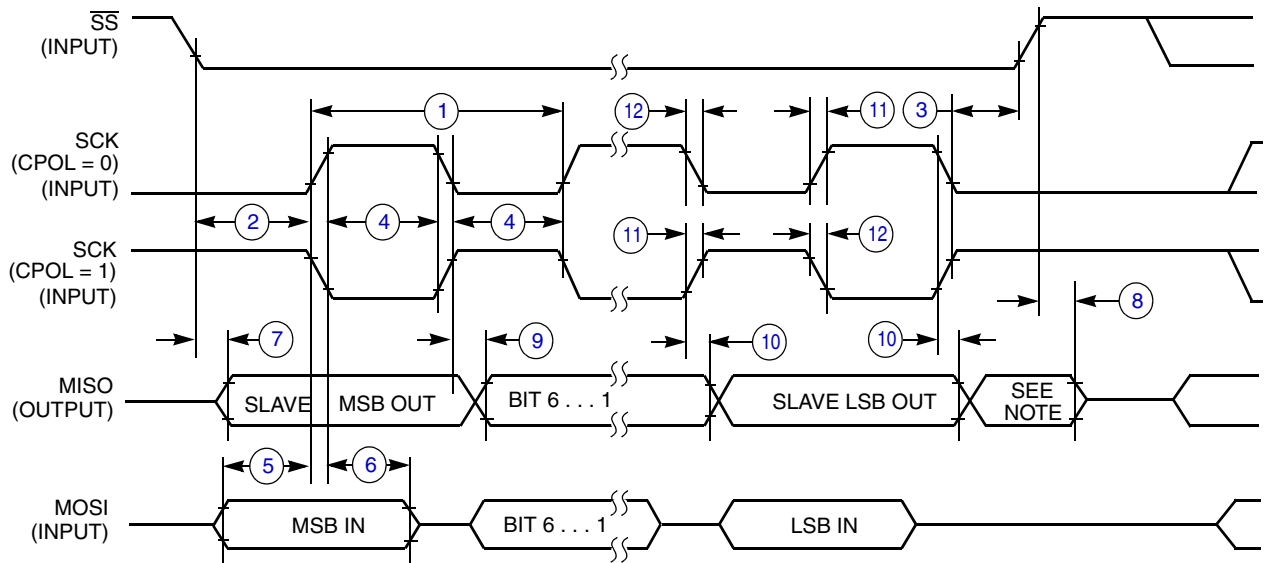 SS
(INPUT)
1
12
11
3
SCK
(CPOL = 0)
(INPUT)
2
4
4
11
12
SCK
(CPOL = 1)
(INPUT)
7
9
10
10
8
MISO
(OUTPUT)
SLAVE MSB OUT
BIT 6 . . . 1
SLAVE LSB OUT
SEE
NOTE
5
6
MOSI
(INPUT)
MSB IN
BIT 6 . . . 1
LSB IN